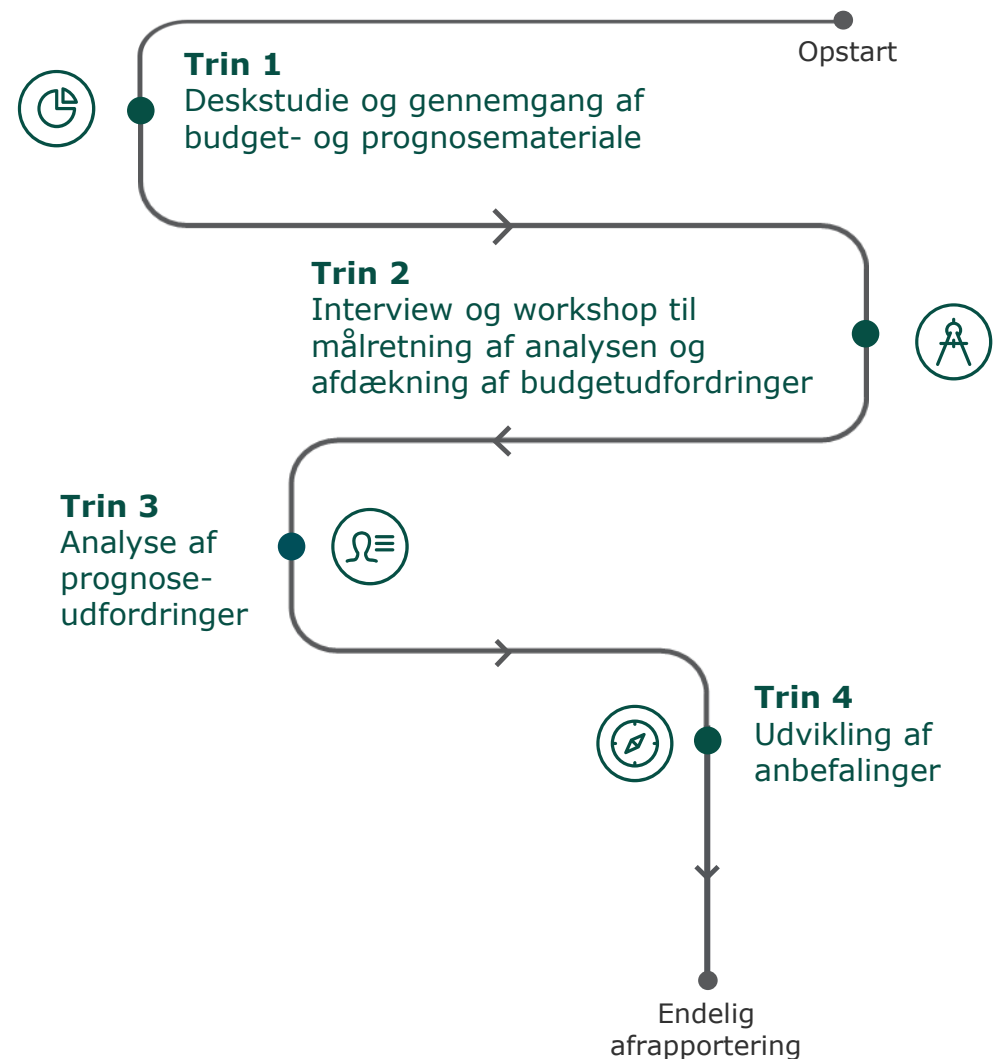 Opstart
Trin 1
Deskstudie og gennemgang af
budget- og prognosemateriale
Trin 2
Interview og workshop til
målretning af analysen og
afdækning af budgetudfordringer
Trin 3
Analyse af
prognose-
udfordringer
Trin 4
Udvikling af
anbefalinger
Endelig
afrapportering